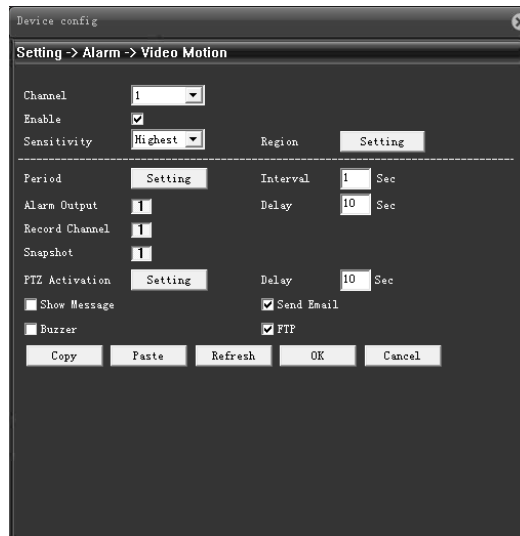 Device config
Setting -> Alarm -> Video Motion
Channel 1
Enable
Sensitivity Highest Region Setting
Period Setting Interval 1 Sec
Alarm Output 1 Delay 10 Sec
Record Channel 1
Snapshot 1
PTZ Activation Setting Delay 10 Sec
Show Message Send Email
Buzzer FTP
Copy Paste Refresh OK Cancel